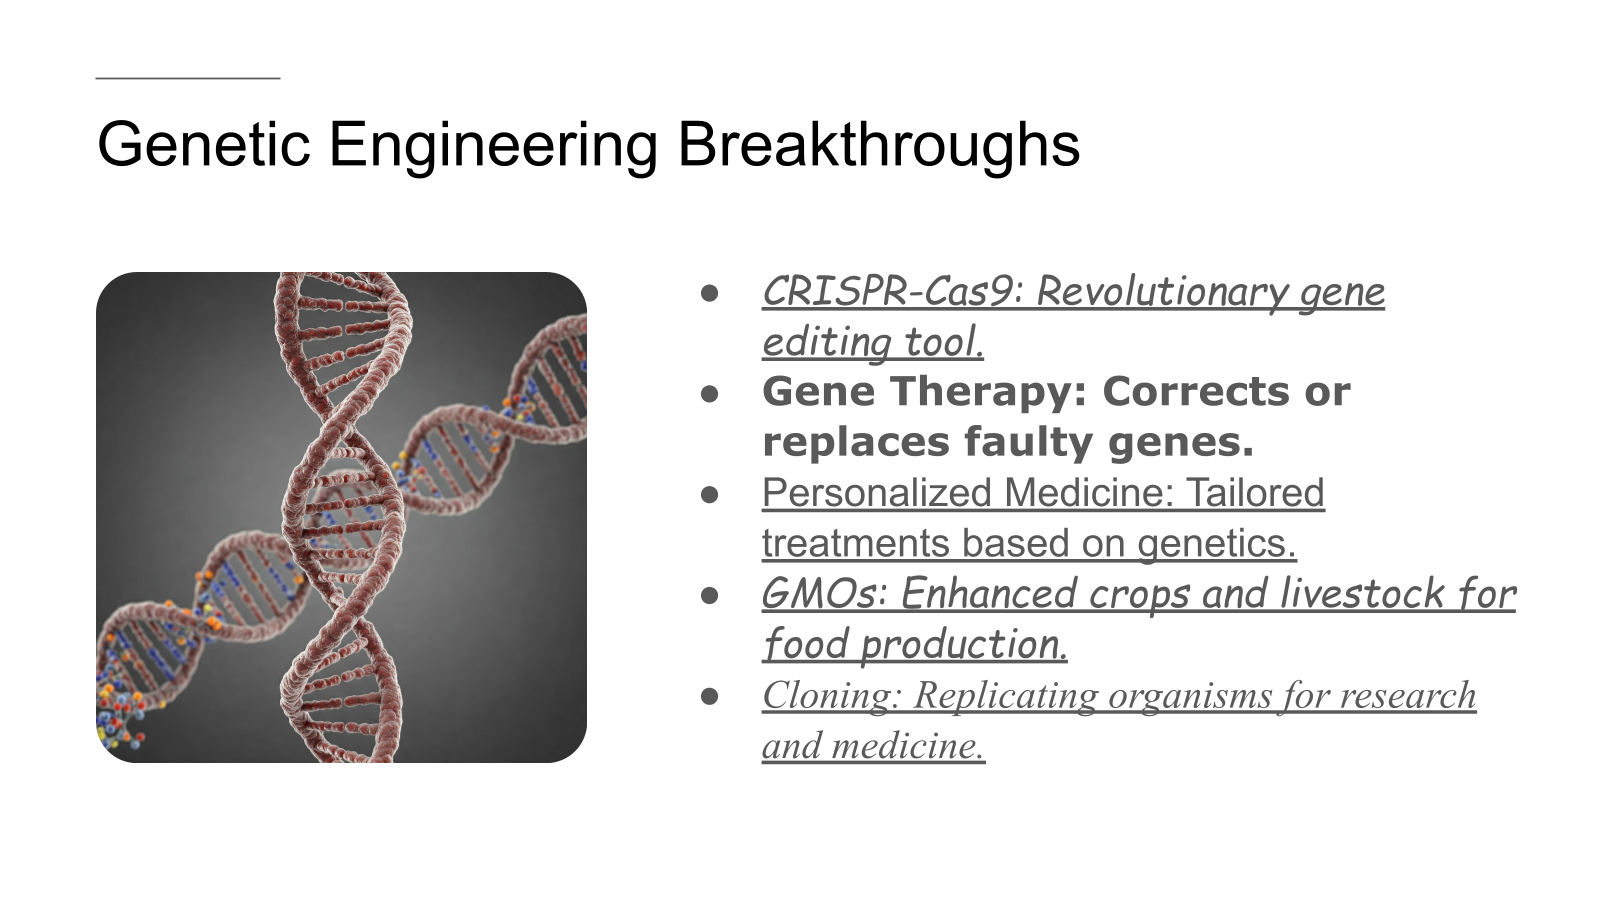 Genetic Engineering Breakthroughs
● CRISPR-Cas9: Revolutionary gene
editing tool.
● Gene Therapy: Corrects or
replaces faulty genes.
● Personalized Medicine: Tailored
treatments based on genetics.
● GMOs: Enhanced crops and livestock for
food production.
● Cloning: Replicating organisms for research
and medicine.